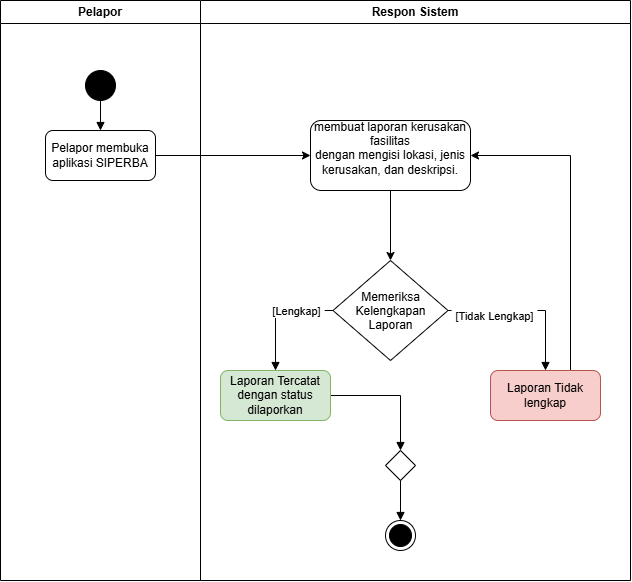 Pelapor
Respon Sistem
Pelapor membuka
aplikasi SIPERBA
membuat laporan kerusakan
fasilitas
dengan mengisi lokasi, jenis
kerusakan, dan deskripsi.
Memeriksa
Kelengkapan
Laporan
[Lengkap]
[Tidak Lengkap]
Laporan Tercatat
dengan status
dilaporkan
Laporan Tidak
lengkap